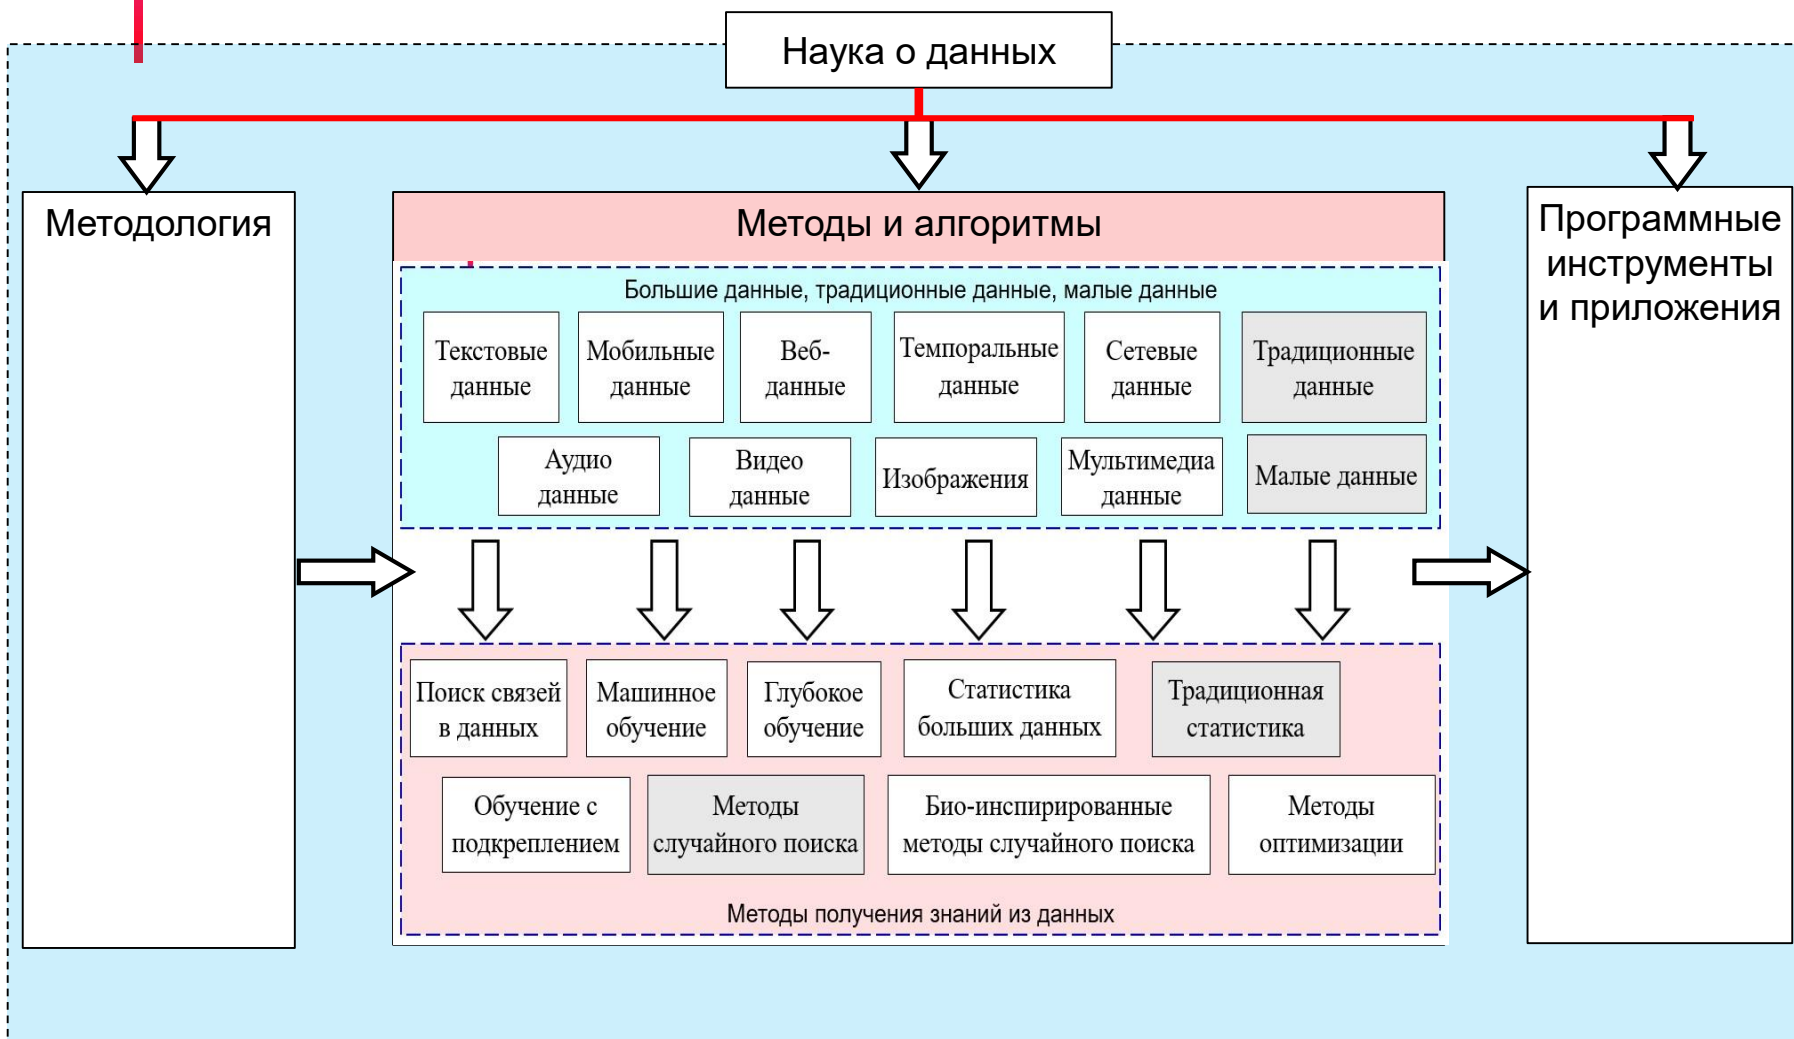 Наука о данных
Методология
Методы и алгоритмы
Программные
инструменты
и приложения
Большие данные, традиционные данные, малые данные
Текстовые
данные
Мобильные
данные
Веб-
данные
Темпоральные
данные
Сетевые
данные
Традиционные
данные
Аудио
данные
Видео
данные
Изображения
Мультимедиа
данные
Малые данные
Поиск связей
в данных
Машинное
обучение
Глубокое
обучение
Статистика
больших данных
Традиционная
статистика
Обучение с
подкреплением
Методы
случайного поиска
Био-инспирированные
методы случайного поиска
Методы
оптимизации
Методы получения знаний из данных